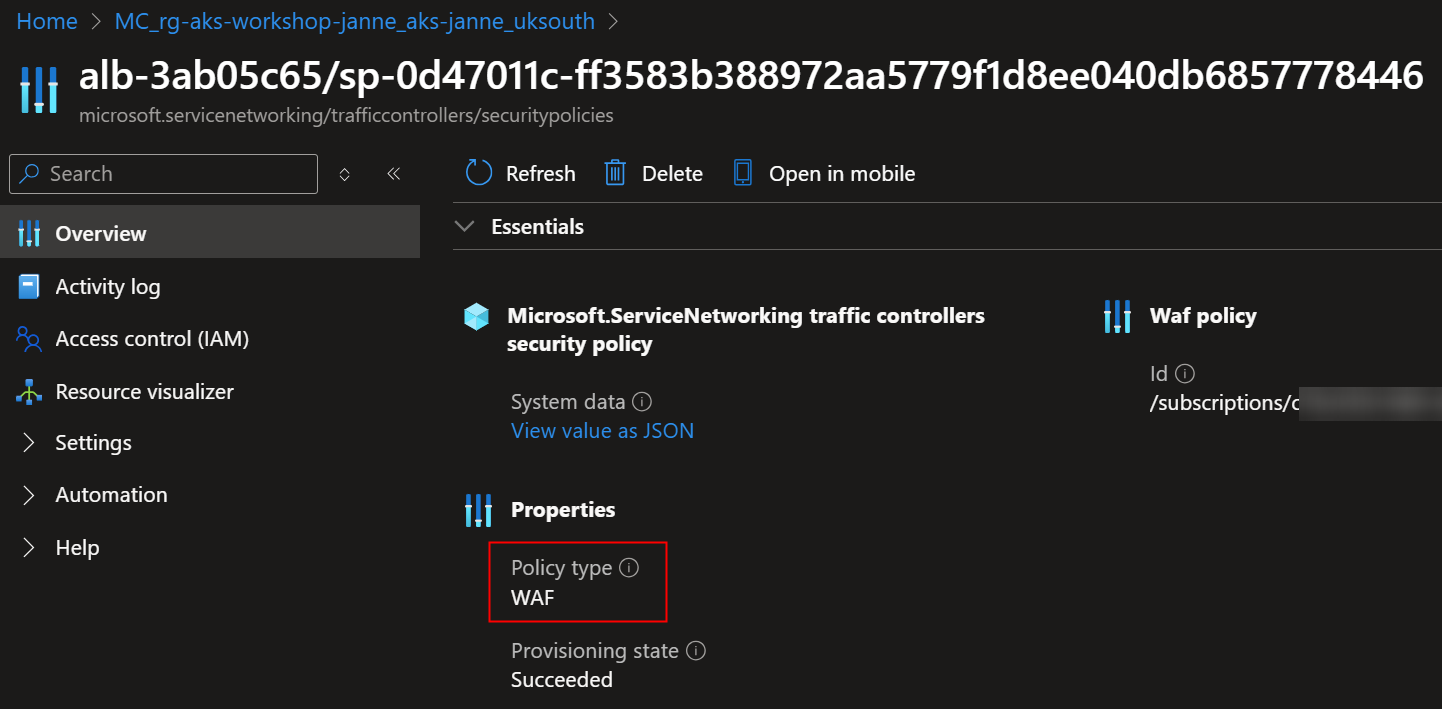 Home > MC_rg-aks-workshop-janne_aks-janne_uksouth >
alb-3ab05c65/sp-0d47011c-ff3583b388972aa5779f1d8ee040db6857778446
microsoft.servicenetworking/trafficcontrollers/securitypolicies
Search
Refresh
Delete
Open in mobile
Overview
Activity log
Access control (IAM)
Resource visualizer
Settings
Automation
Help
Essentials
Microsoft.ServiceNetworking traffic controllers
security policy
System data
View value as JSON
Waf policy
Id
/subscriptions/c
Properties
Policy type
WAF
Provisioning state
Succeeded